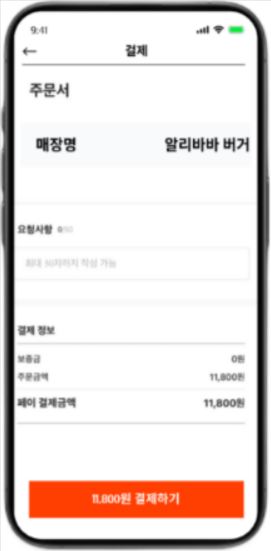 9:41
← 결제
주문서
매장명 알리바바 버거
요청사항 0/50
최대 50자까지 작성 가능
결제 정보
보증금 0원
주문금액 11,800원
페이 결제금액 11,800원
11,800원 결제하기